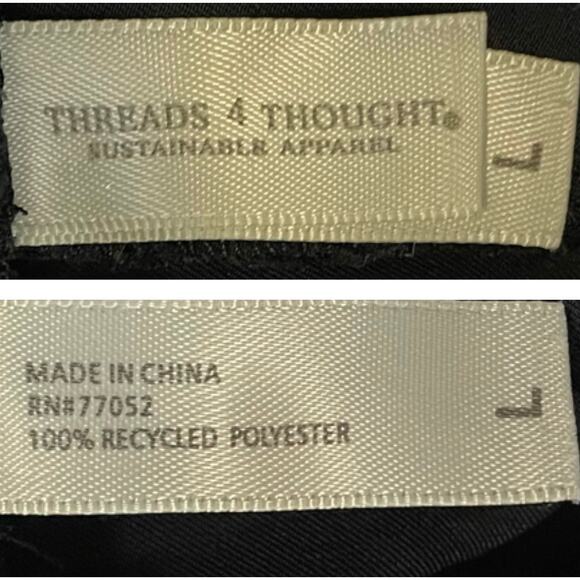 THREADS 4 THOUGHT®
SUSTAINABLE APPAREL
L
MADE IN CHINA
RN#77052
100% RECYCLED POLYESTER
L